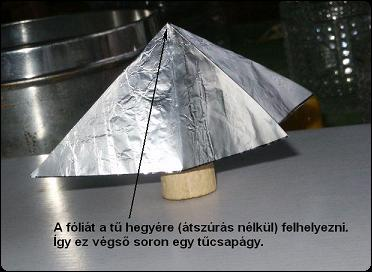 A fóliát a tű hegyére (átszúrás nélkül) felhelyezni.
Így ez végső soron egy tűcsapágy.